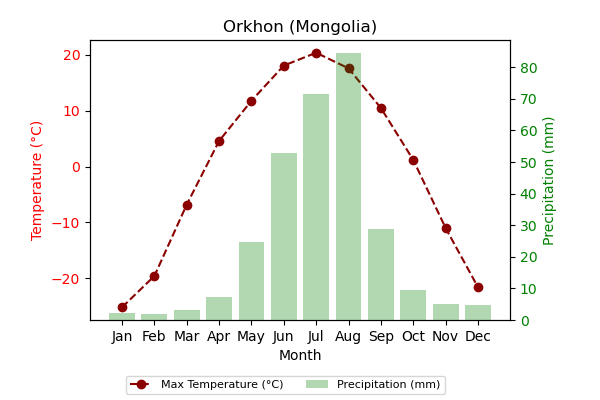 Orkhon (Mongolia)
Temperature (°C)
20
10
0
−10
−20
80
70
60
50
40
30
20
10
0
Precipitation (mm)
Jan Feb Mar Apr May Jun Jul Aug Sep Oct Nov Dec
Month
Max Temperature (°C) Precipitation (mm)